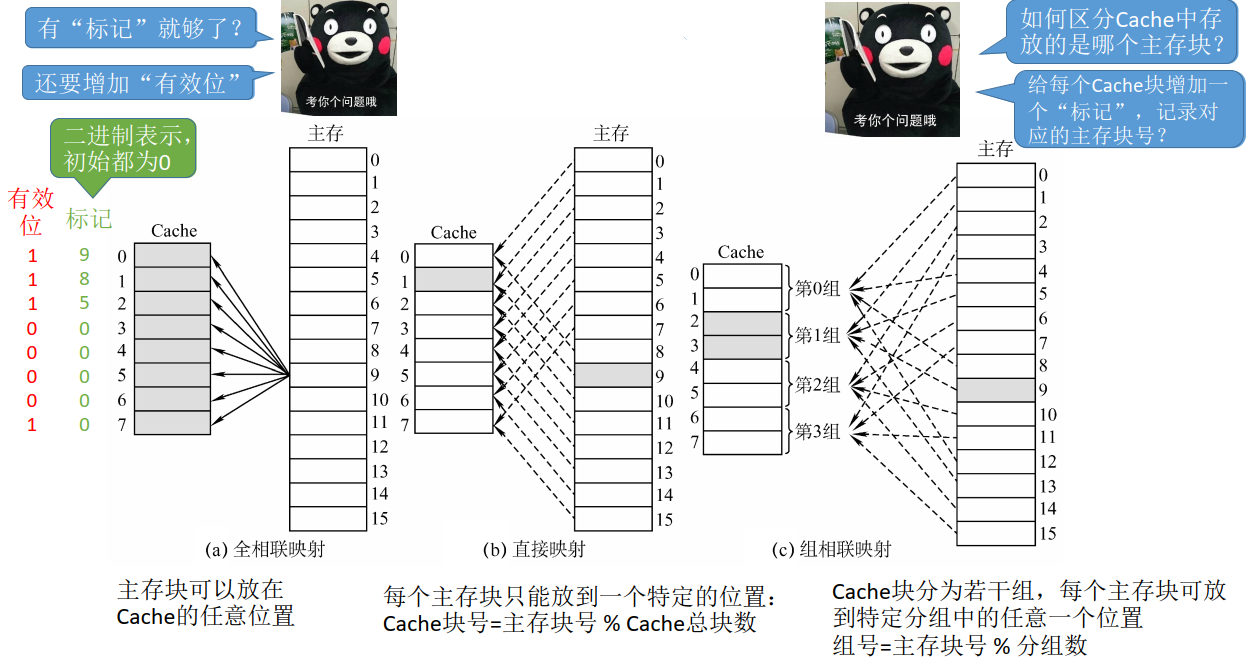 有“标记”就够了？
还要增加“有效位”
考你个问题哦
如何区分Cache中存
放的是哪个主存块？
给每个Cache块增加一
个“标记”，记录对
应的主存块号？
考你个问题哦
二进制表示，
初始都为0
有效
位
标记
1 9
1 8
1 5
0 0
0 0
0 0
0 0
1 0
Cache
0
1
2
3
4
5
6
7
主存
0
1
2
3
4
5
6
7
8
9
10
11
12
13
14
15
(a) 全相联映射
主存块可以放在
Cache的任意位置
Cache
0
1
2
3
4
5
6
7
主存
0
1
2
3
4
5
6
7
8
9
10
11
12
13
14
15
(b) 直接映射
每个主存块只能放到一个特定的位置：
Cache块号=主存块号 % Cache总块数
Cache
0
1
2
3
4
5
6
7
第0组
第1组
第2组
第3组
主存
0
1
2
3
4
5
6
7
8
9
10
11
12
13
14
15
(c) 组相联映射
Cache块分为若干组，每个主存块可放
到特定分组中的任意一个位置
组号=主存块号 % 分组数